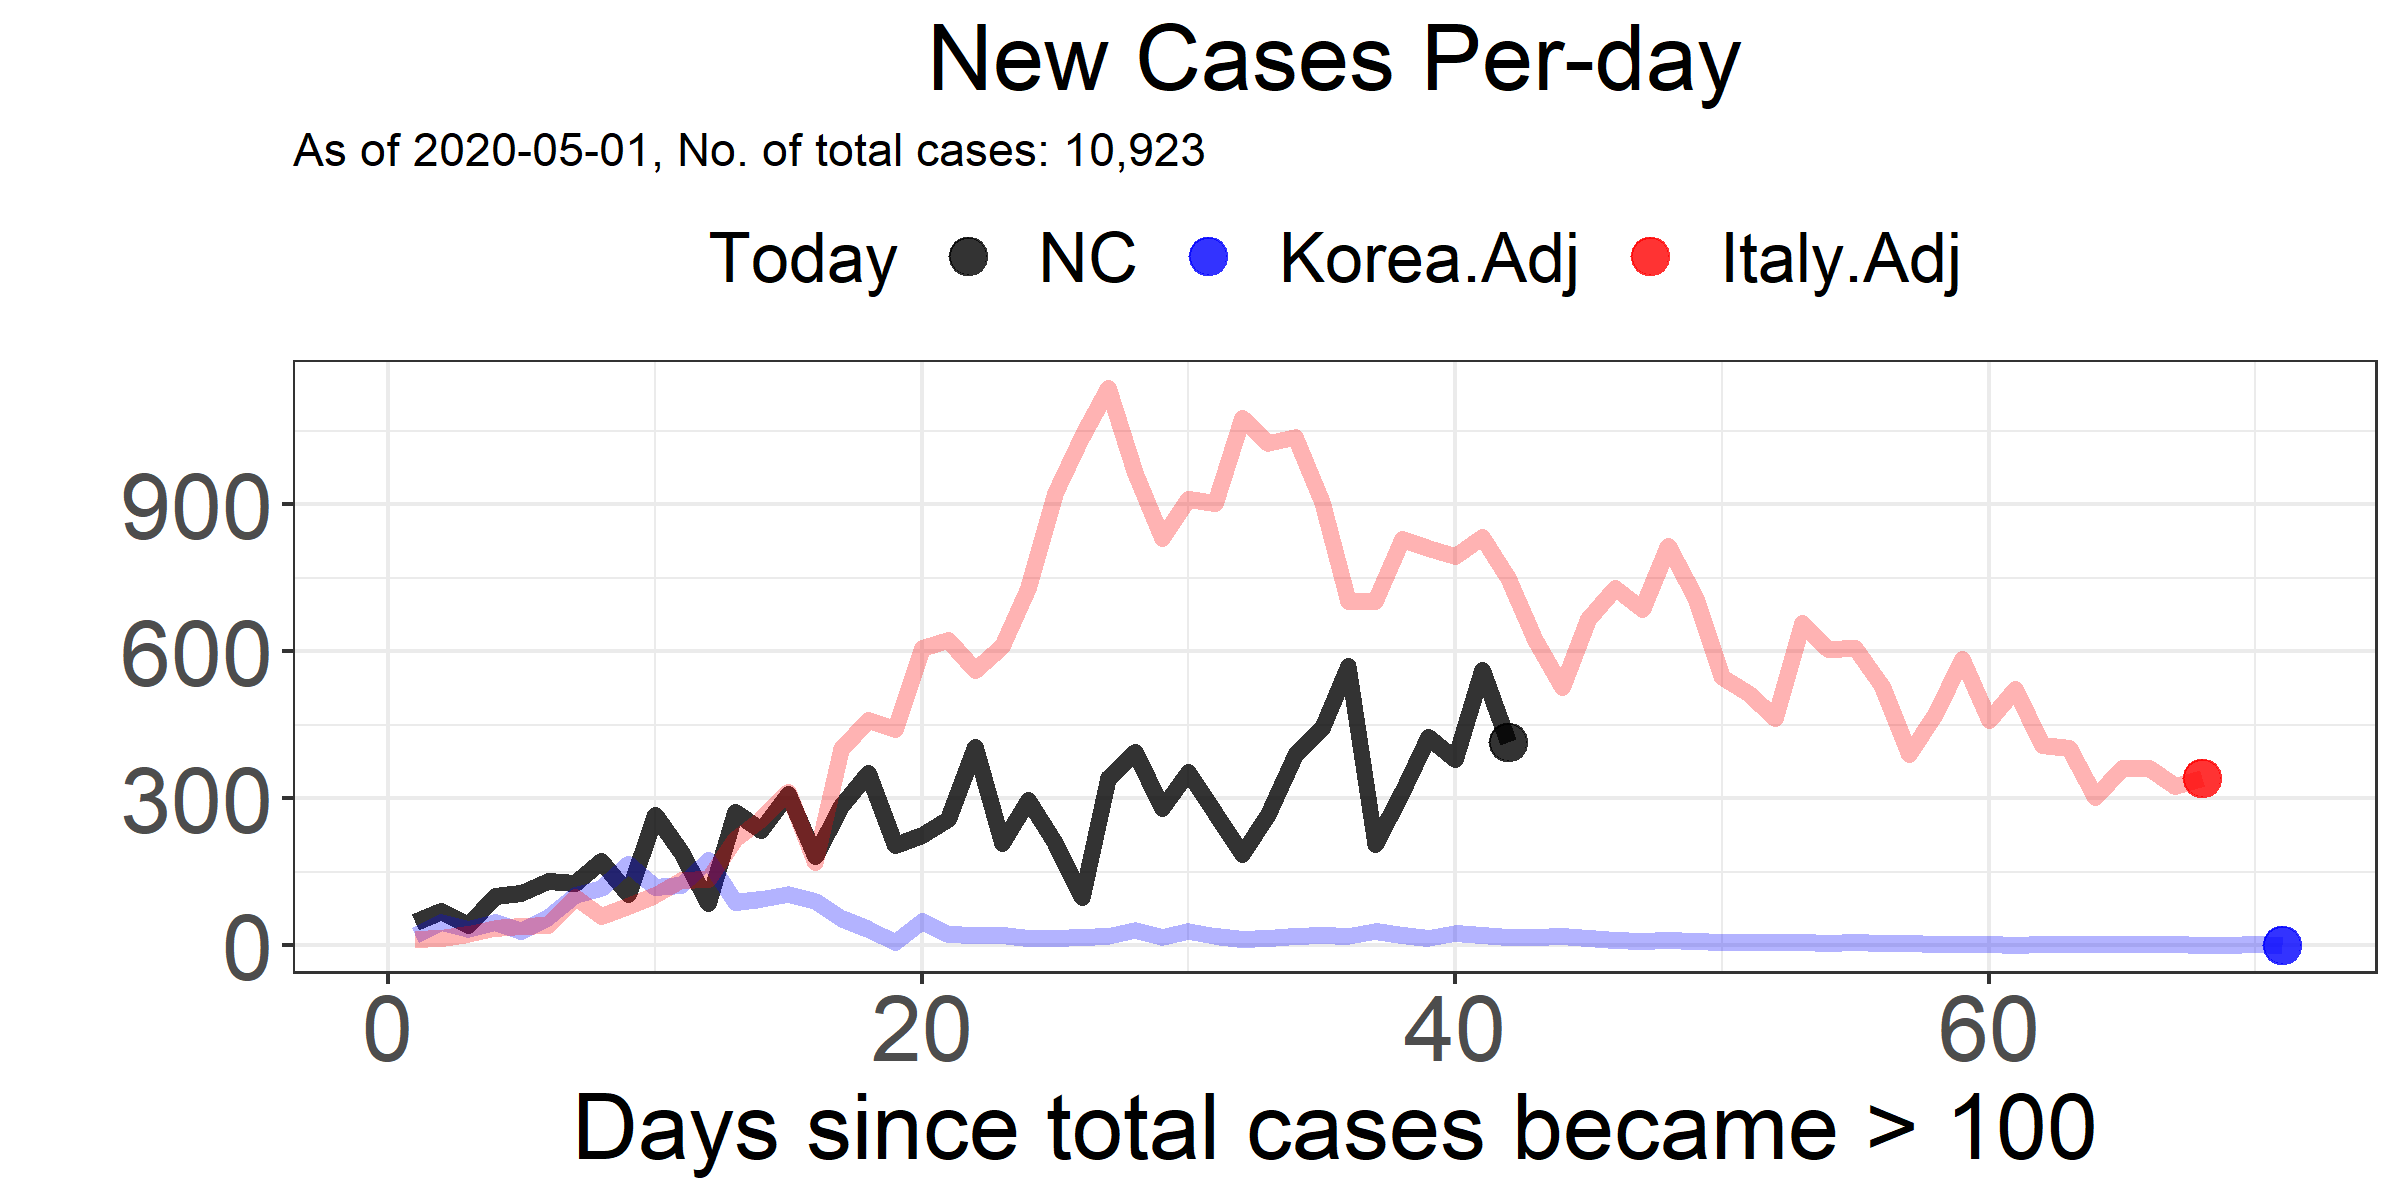 New Cases Per-day
As of 2020-05-01, No. of total cases: 10,923
Today NC Korea.Adj Italy.Adj
900
600
300
0
0 20 40 60
Days since total cases became > 100